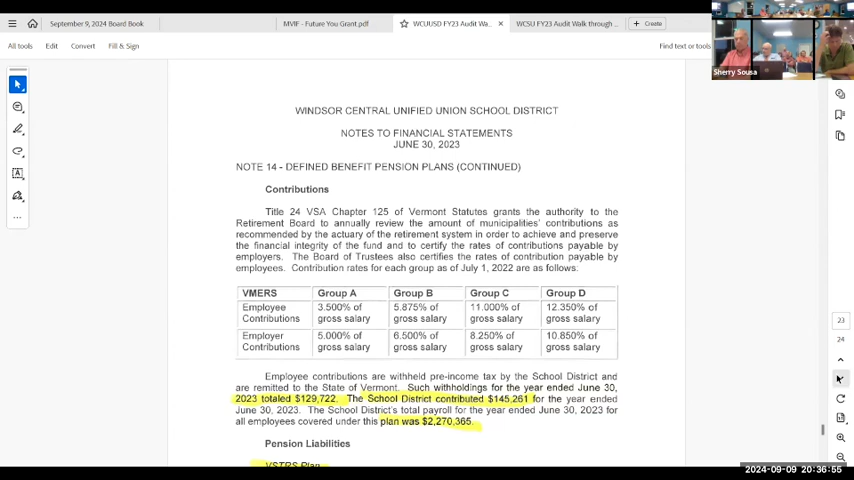 September 9, 2024 Board Book
MVIF - Future You Grant.pdf
WCUUSD FY23 Audit Wa...
WCSU FY23 Audit Walk through ...
Create
All tools
Edit
Convert
Fill & Sign
Find text or tools
Sherry Sousa
WINDSOR CENTRAL UNIFIED UNION SCHOOL DISTRICT
NOTES TO FINANCIAL STATEMENTS
JUNE 30, 2023
NOTE 14 - DEFINED BENEFIT PENSION PLANS (CONTINUED)
Contributions
Title 24 VSA Chapter 125 of Vermont Statutes grants the authority to the
Retirement Board to annually review the amount of municipalities' contributions as
recommended by the actuary of the retirement system in order to achieve and preserve
the financial integrity of the fund and to certify the rates of contributions payable by
employers. The Board of Trustees also certifies the rates of contribution payable by
employees. Contribution rates for each group as of July 1, 2022 are as follows:
VMERS Group A Group B Group C Group D
Employee 3.500% of 5.875% of 11.000% of 12.350% of
Contributions gross salary gross salary gross salary gross salary
Employer 5.000% of 6.500% of 8.250% of 10.850% of
Contributions gross salary gross salary gross salary gross salary
Employee contributions are withheld pre-income tax by the School District and
are remitted to the State of Vermont. Such withholdings for the year ended June 30,
2023 totaled $129,722. The School District contributed $145,261 for the year ended
June 30, 2023. The School District's total payroll for the year ended June 30, 2023 for
all employees covered under this plan was $2,270,365.
Pension Liabilities
VSTRS Plan
23
24
2024-09-09 20:36:55